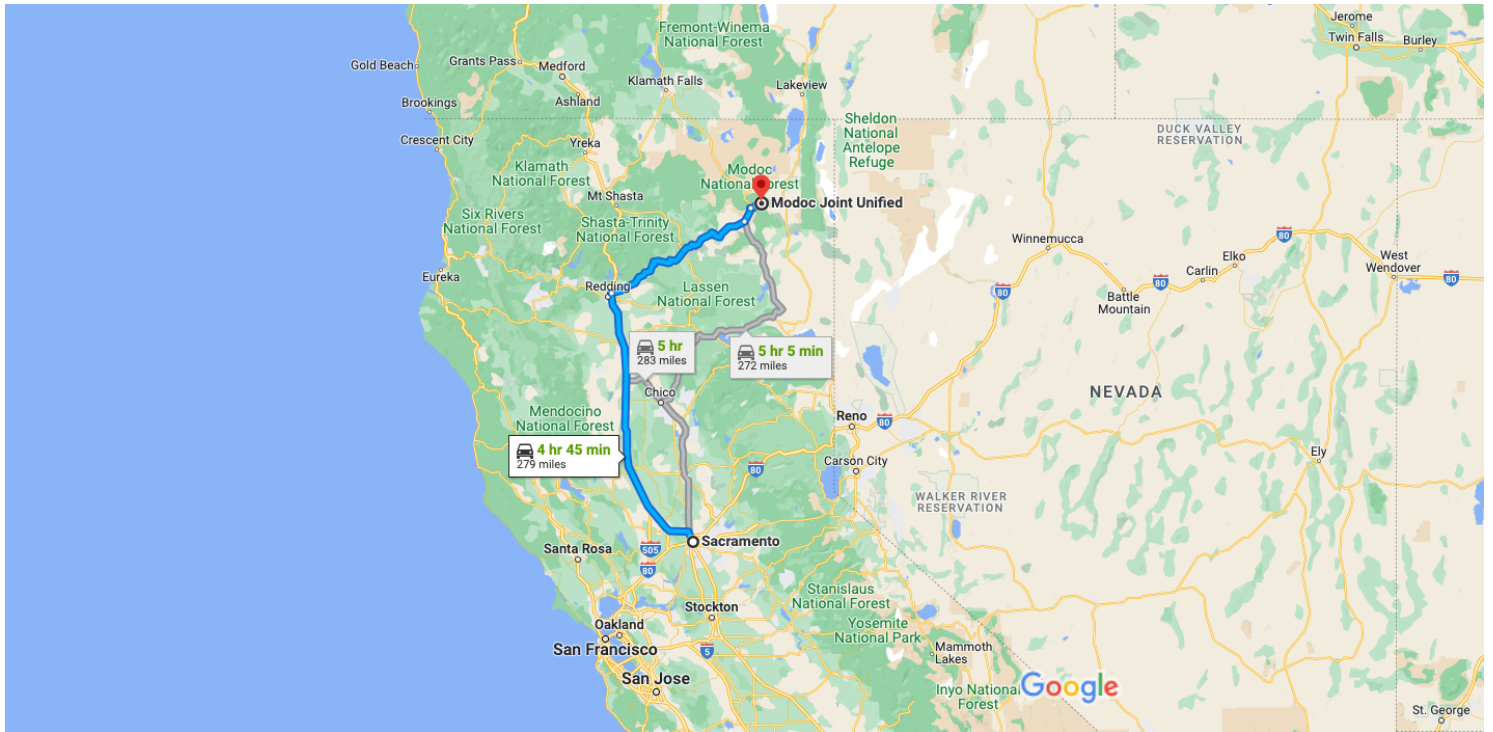 Fremont-Winema
National Forest
Jerome
Twin Falls
Burley
Gold Beach
Grants Pass
Medford
Klamath Falls
Lakeview
Brookings
Ashland
Crescent City
Yreka
Sheldon
National
Antelope
Refuge
DUCK VALLEY
RESERVATION
Klamath
National Forest
Modoc
National Forest
Mt Shasta
Modoc Joint Unified
Six Rivers
National Forest
Shasta-Trinity
National Forest
Winnemucca
80
Elko
West
Wendover
Carlin
80
80
Eureka
Redding
Lassen
National Forest
80
Battle
Mountain
5 hr
283 miles
5 hr 5 min
272 miles
Chico
NEVADA
Mendocino
National Forest
Reno
80
4 hr 45 min
279 miles
Carson City
80
Ely
WALKER RIVER
RESERVATION
Sacramento
Santa Rosa
505
80
Stanislaus
National Forest
Stockton
Oakland
Yosemite
National Park
San Francisco
5
Mammoth
Lakes
San Jose
Inyo National
Forest
Google
St. George